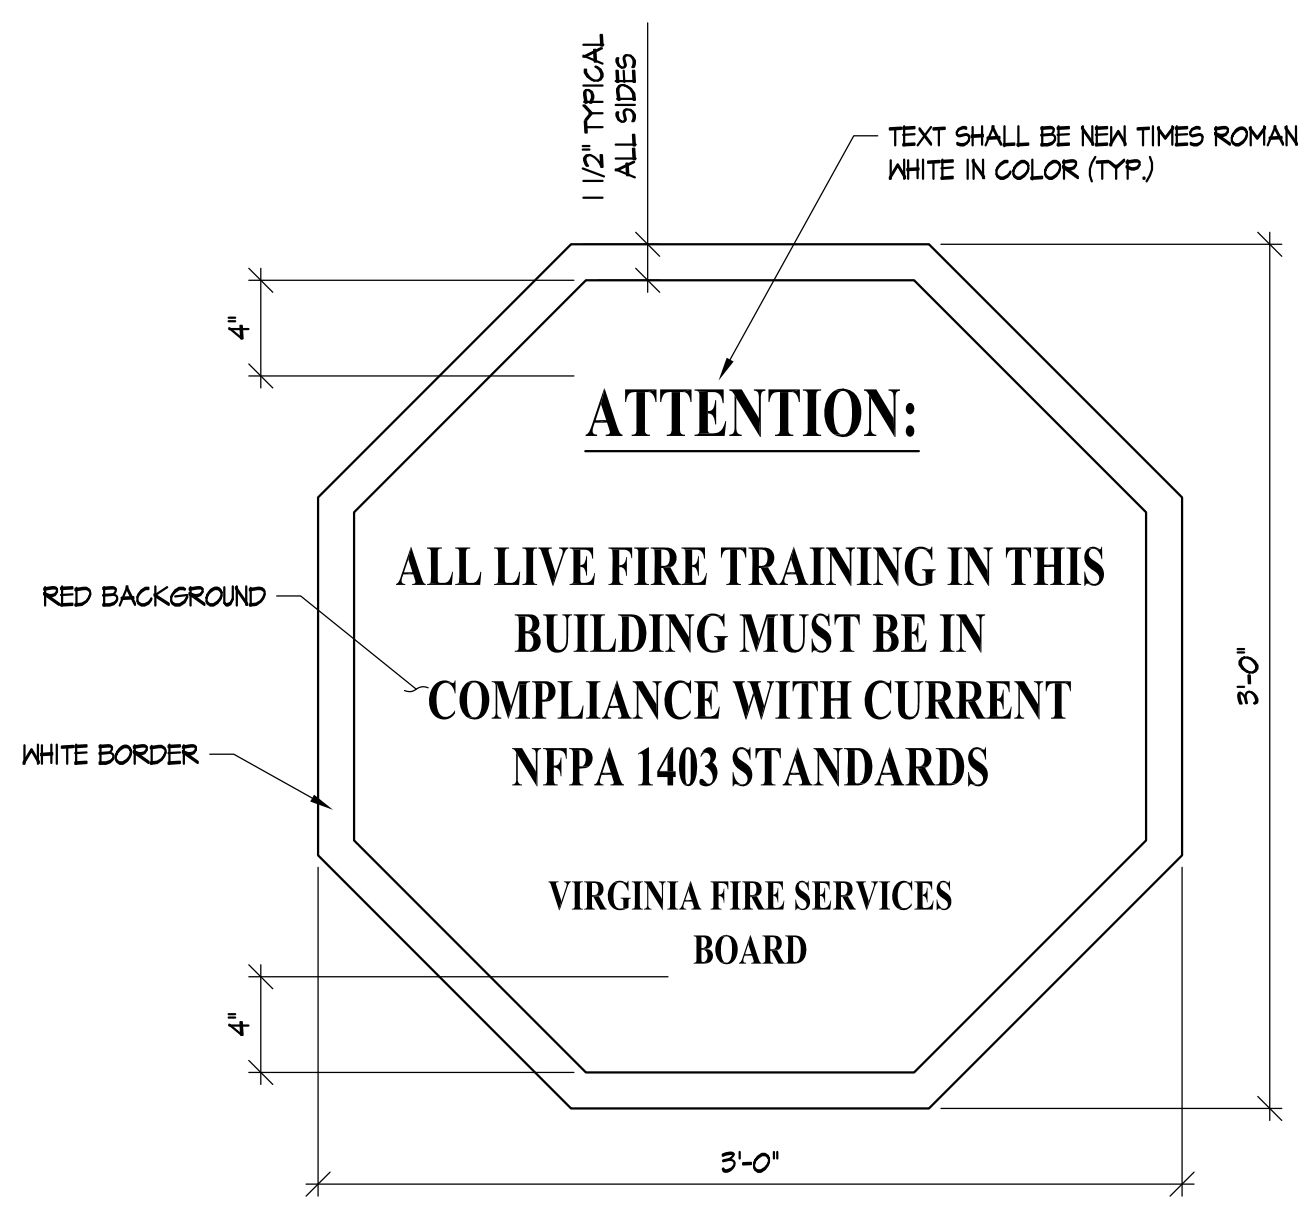 1 1/2" TYPICAL
ALL SIDES
TEXT SHALL BE NEW TIMES ROMAN
WHITE IN COLOR (TYP.)
4"
ATTENTION:
ALL LIVE FIRE TRAINING IN THIS
RED BACKGROUND
BUILDING MUST BE IN
3'-0"
COMPLIANCE WITH CURRENT
WHITE BORDER
NFPA 1403 STANDARDS
VIRGINIA FIRE SERVICES
BOARD
4"
3'-0"